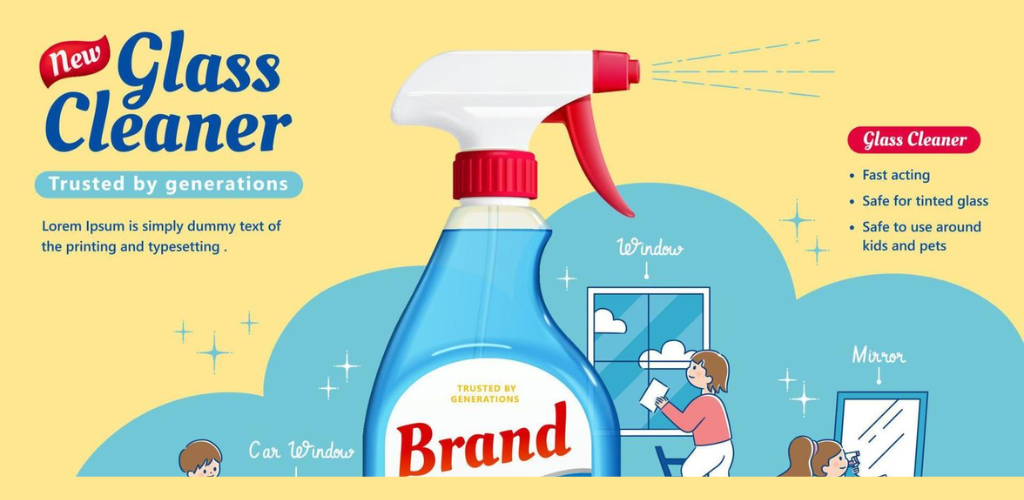 New
Glass
Cleaner
Trusted by generations
Lorem Ipsum is simply dummy text of
the printing and typesetting .
Glass Cleaner
• Fast acting
• Safe for tinted glass
• Safe to use around
kids and pets
Window
Mirror
Car Window
TRUSTED BY
GENERATIONS
Brand